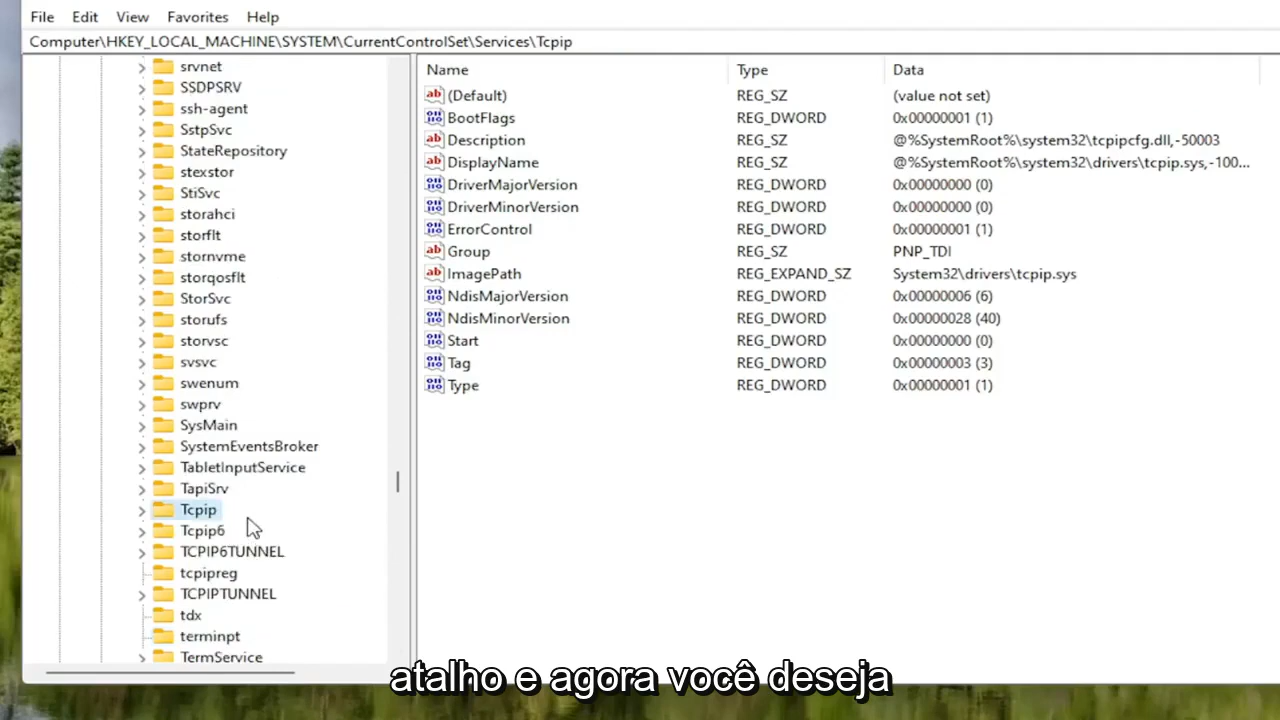 File Edit View Favorites Help
Computer\HKEY_LOCAL_MACHINE\SYSTEM\CurrentControlSet\Services\Tcpip
srvnet
SSDPSRV
ssh-agent
SstpSvc
StateRepository
stexstor
StiSvc
storahci
storflt
stornvme
storqosflt
StorSvc
storufs
storvsc
svsvc
swenum
swprv
SysMain
SystemEventsBroker
TabletInputService
TapiSrv
Tcpip
Tcpip6
TCPIP6TUNNEL
tcpipreg
TCPIPTUNNEL
tdx
terminpt
TermService
Name Type Data
(Default) REG_SZ (value not set)
BootFlags REG_DWORD 0x00000001 (1)
Description REG_SZ @%SystemRoot%\system32\tcpipcfg.dll,-50003
DisplayName REG_SZ @%SystemRoot%\system32\drivers\tcpip.sys,-100...
DriverMajorVersion REG_DWORD 0x00000000 (0)
DriverMinorVersion REG_DWORD 0x00000000 (0)
ErrorControl REG_DWORD 0x00000001 (1)
Group REG_SZ PNP_TDI
ImagePath REG_EXPAND_SZ System32\drivers\tcpip.sys
NdisMajorVersion REG_DWORD 0x00000006 (6)
NdisMinorVersion REG_DWORD 0x00000028 (40)
Start REG_DWORD 0x00000000 (0)
Tag REG_DWORD 0x00000003 (3)
Type REG_DWORD 0x00000001 (1)
atalho e agora você deseja